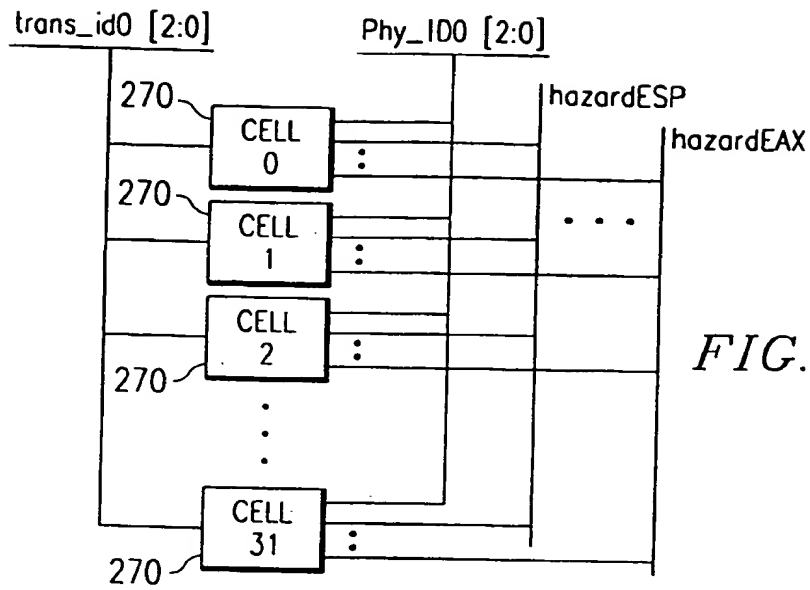 trans_id0 [2:0]
Phy_ID0 [2:0]
hazardESP
hazardEAX
270
CELL
0
270
CELL
1
CELL
2
270
FIG.
CELL
31
270